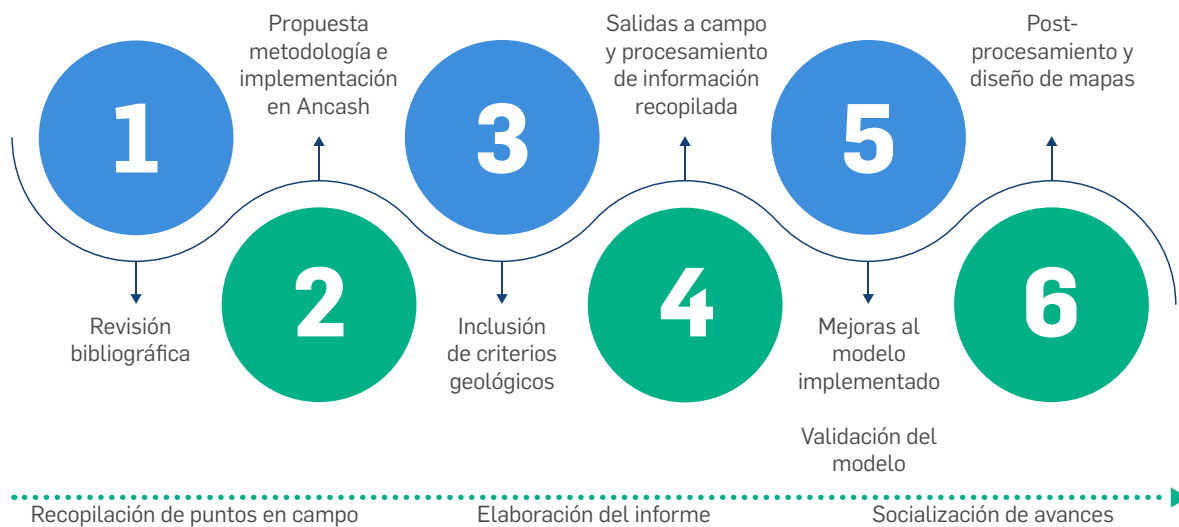 1
Revisión
bibliográfica
Propuesta
metodología e
implementación
en Ancash
2
3
Inclusión
de criterios
geológicos
Salidas a campo
y procesamiento
de información
recopilada
4
5
Mejoras al
modelo
implementado
Validación del
modelo
Post-
procesamiento y
diseño de mapas
6
Recopilación de puntos en campo
Elaboración del informe
Socialización de avances